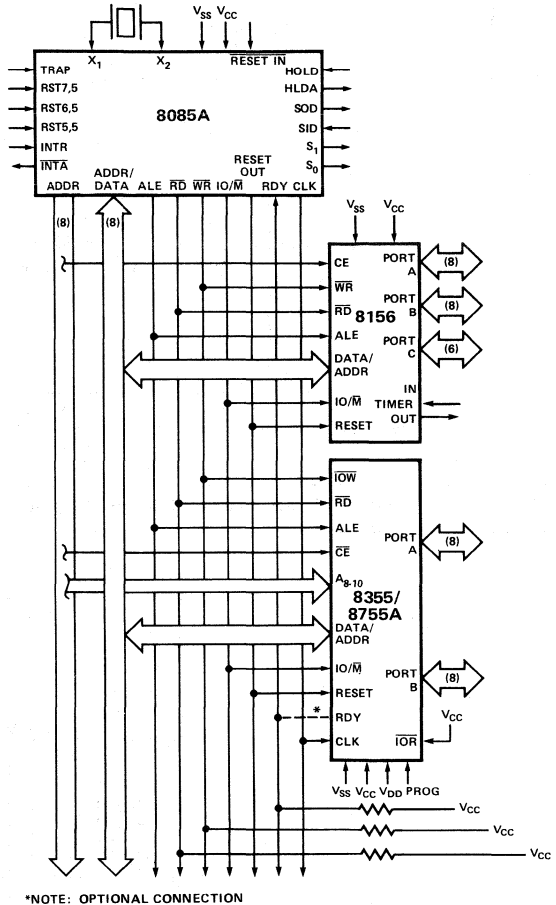 VSS VCC
X1 X2 RESET IN
TRAP HOLD
RST7,5 HLDA
RST6,5 SOD
8085A
RST5,5 SID
INTR S1
INTA S0
ADDR ADDR/DATA ALE RD WR IO/M RESET OUT RDY CLK
(8) (8)
VSS VCC
CE PORT A (8)
WR
PORT B (8)
RD
8156
ALE PORT C (6)
DATA/ADDR
IN
IO/M TIMER
OUT
RESET
IOW
RD
ALE
PORT A (8)
CE
A8-10
8355/
8755A
DATA/ADDR
IO/M PORT B (8)
RESET
* RDY VCC
CLK IOR
VSS VCC VDD PROG
VCC
VCC
VCC
*NOTE: OPTIONAL CONNECTION